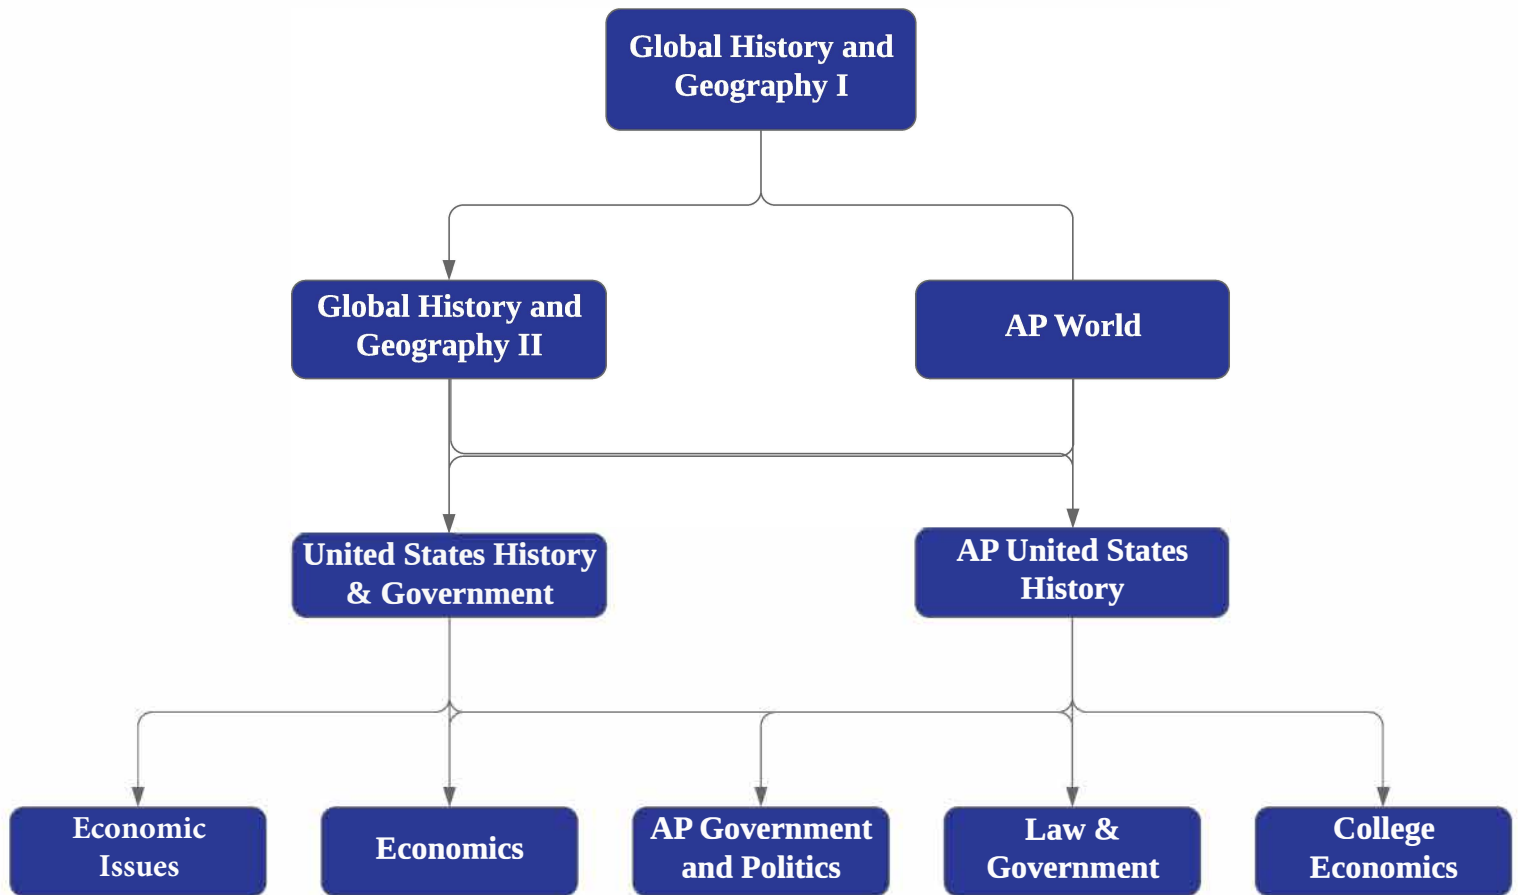 Global History and
Geography I
Global History and
Geography II
AP World
United States History
& Government
AP United States
History
Economic
Issues
Economics
AP Government
and Politics
Law &
Government
College
Economics